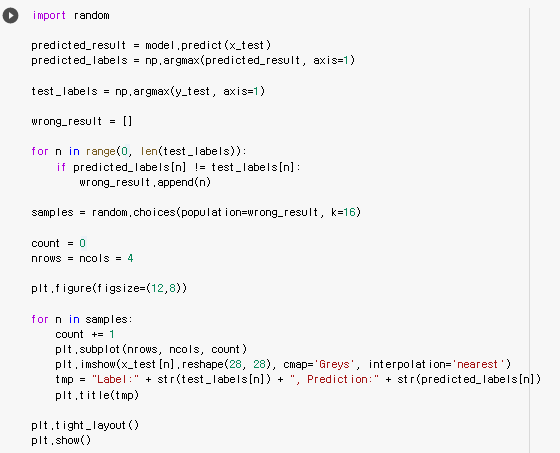 import random
predicted_result = model.predict(x_test)
predicted_labels = np.argmax(predicted_result, axis=1)
test_labels = np.argmax(y_test, axis=1)
wrong_result = []
for n in range(0, len(test_labels)):
    if predicted_labels[n] != test_labels[n]:
        wrong_result.append(n)
samples = random.choices(population=wrong_result, k=16)
count = 0
nrows = ncols = 4
plt.figure(figsize=(12,8))
for n in samples:
    count += 1
    plt.subplot(nrows, ncols, count)
    plt.imshow(x_test[n].reshape(28, 28), cmap='Greys', interpolation='nearest')
    tmp = "Label:" + str(test_labels[n]) + ", Prediction:" + str(predicted_labels[n])
    plt.title(tmp)
plt.tight_layout()
plt.show()